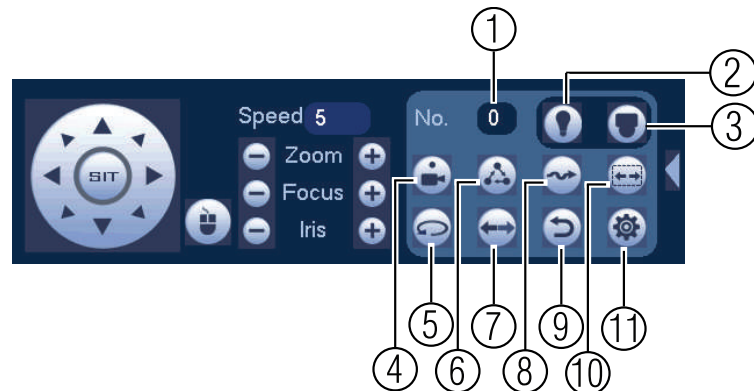 ①
②
③
Speed 5 No. 0
Zoom
SIT
Focus
Iris
⑤ ⑦ ⑨ ⑪
④ ⑥ ⑧ ⑩